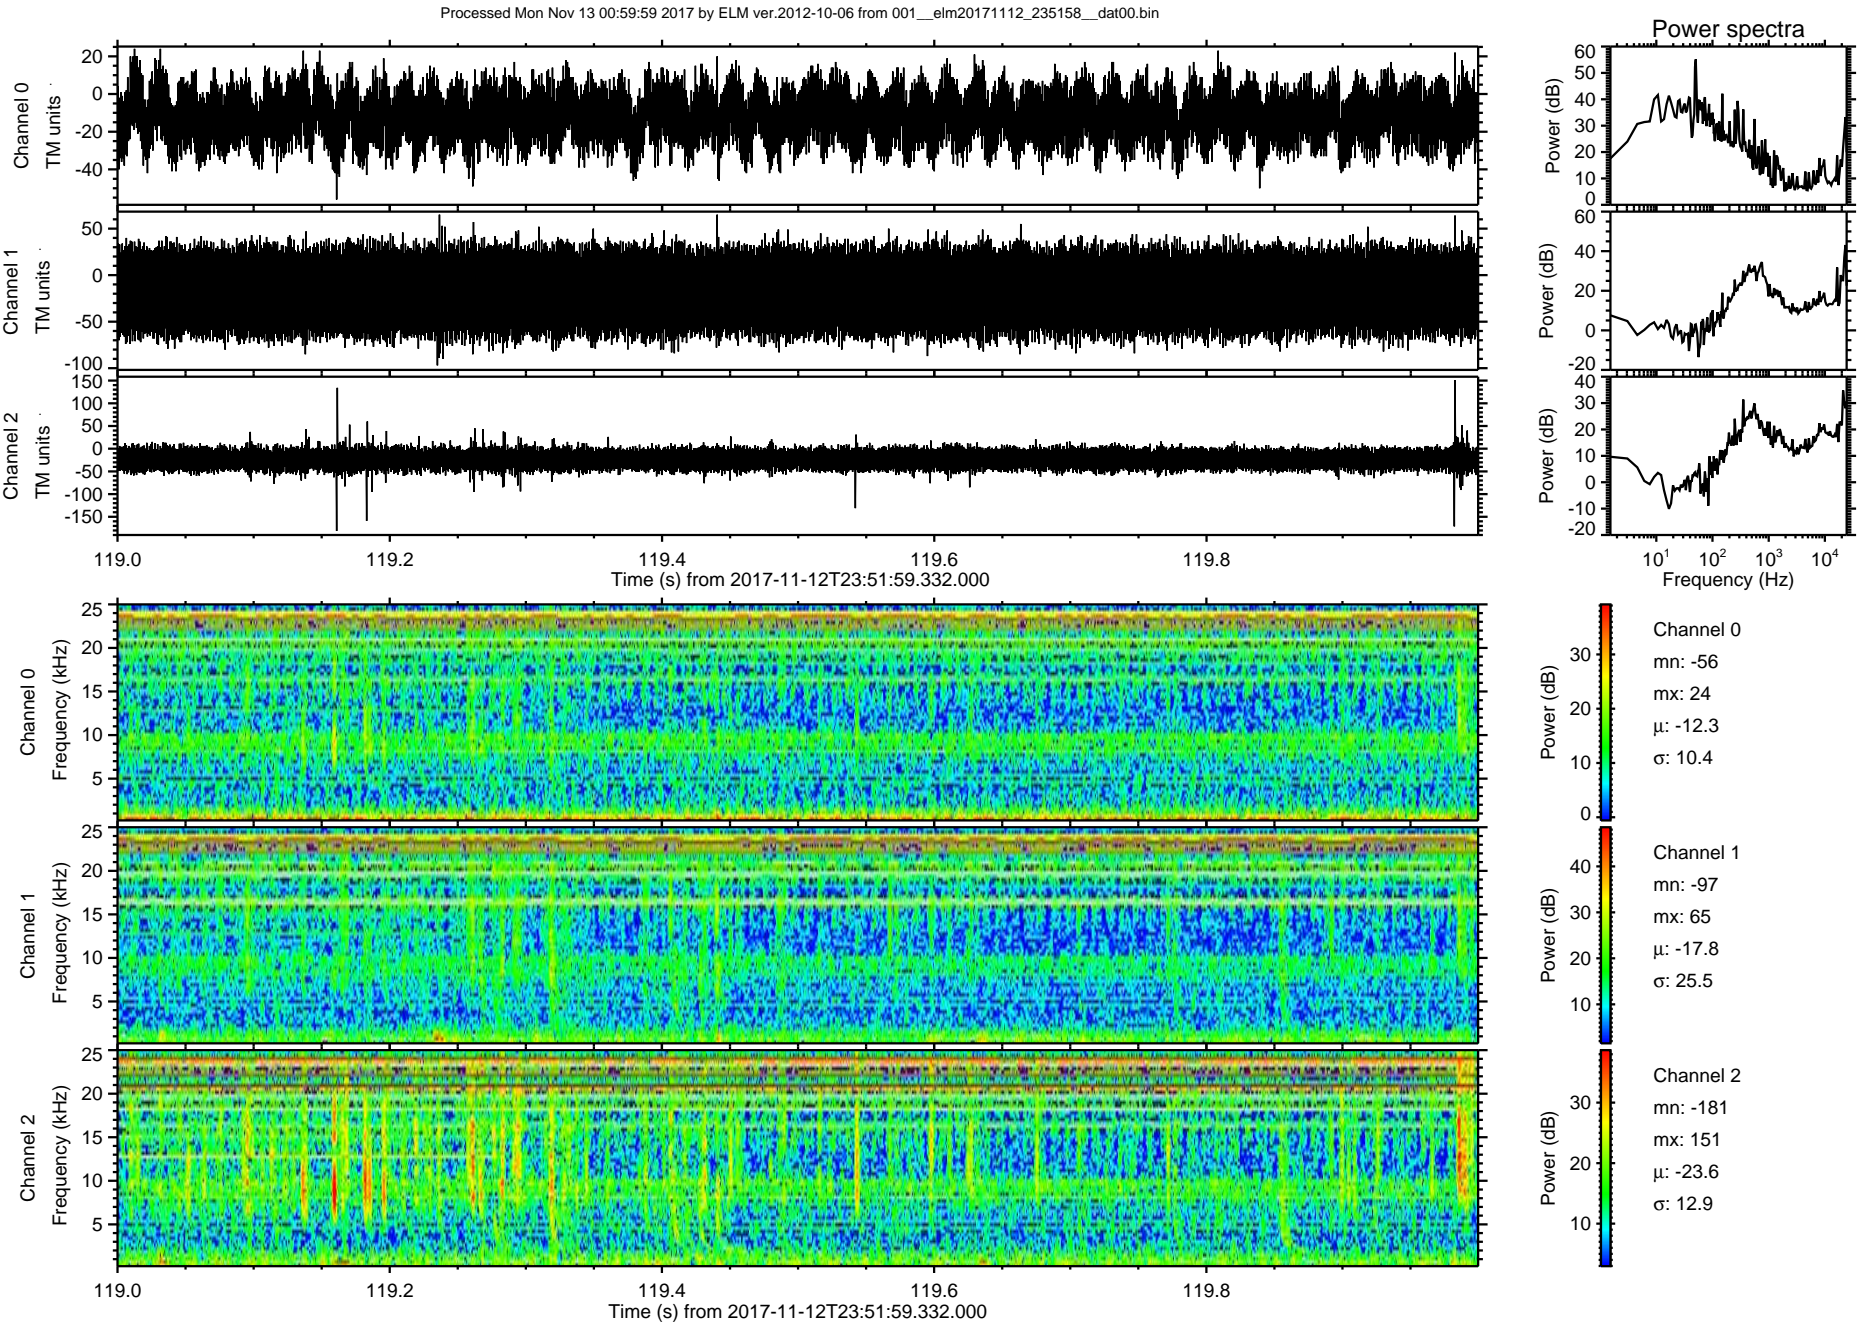 Processed Mon Nov 13 00:59:59 2017 by ELM ver.2012-10-06 from 001__elm20171112_235158__dat00.bin
Power spectra
Channel 0
TM units
20
0
-20
-40
Power (dB)
60
50
40
30
20
10
0
Channel 1
TM units
50
0
-50
-100
Power (dB)
60
40
20
0
-20
Channel 2
TM units
150
100
50
0
-50
-100
-150
Power (dB)
40
30
20
10
0
-10
-20
119.0 119.2 119.4 119.6 119.8
Time (s) from 2017-11-12T23:51:59.332.000
10¹ 10² 10³ 10⁴
Frequency (Hz)
Channel 0
Frequency (kHz)
25
20
15
10
5
Power (dB)
30
20
10
0
Channel 0
mn: -56
mx: 24
µ: -12.3
σ: 10.4
Channel 1
Frequency (kHz)
25
20
15
10
5
Power (dB)
40
30
20
10
Channel 1
mn: -97
mx: 65
µ: -17.8
σ: 25.5
Channel 2
Frequency (kHz)
25
20
15
10
5
Power (dB)
30
20
10
Channel 2
mn: -181
mx: 151
µ: -23.6
σ: 12.9
119.0 119.2 119.4 119.6 119.8
Time (s) from 2017-11-12T23:51:59.332.000